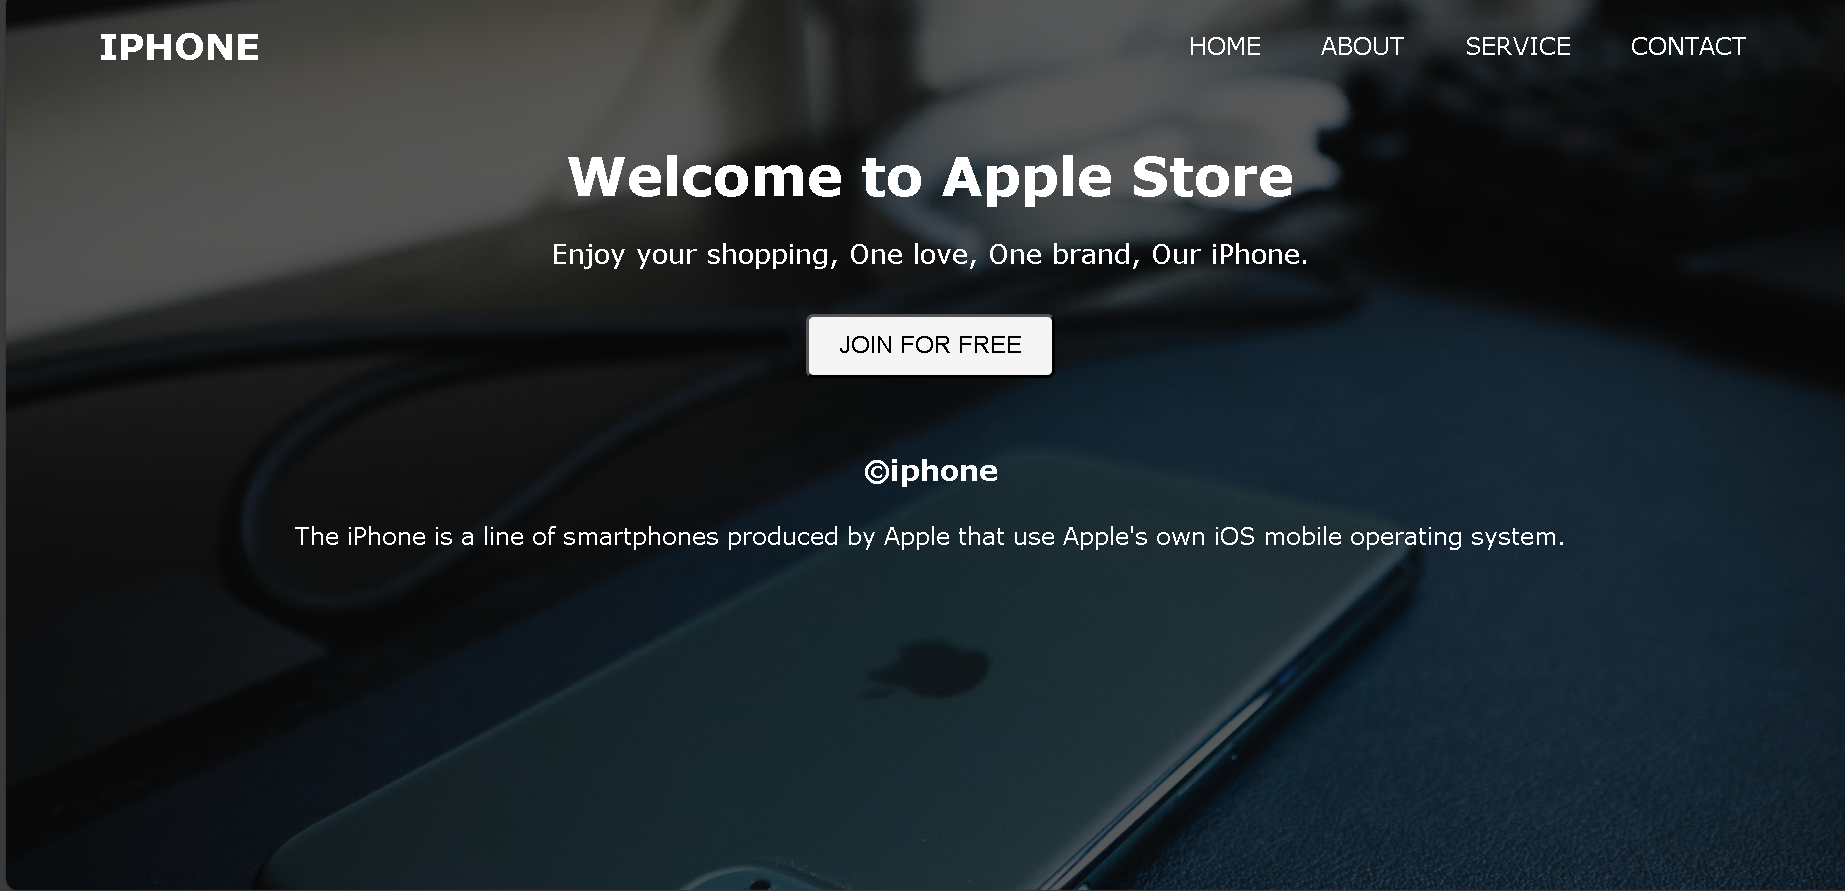 IPHONE
HOME ABOUT SERVICE CONTACT
Welcome to Apple Store
Enjoy your shopping, One love, One brand, Our iPhone.
JOIN FOR FREE
©iphone
The iPhone is a line of smartphones produced by Apple that use Apple's own iOS mobile operating system.